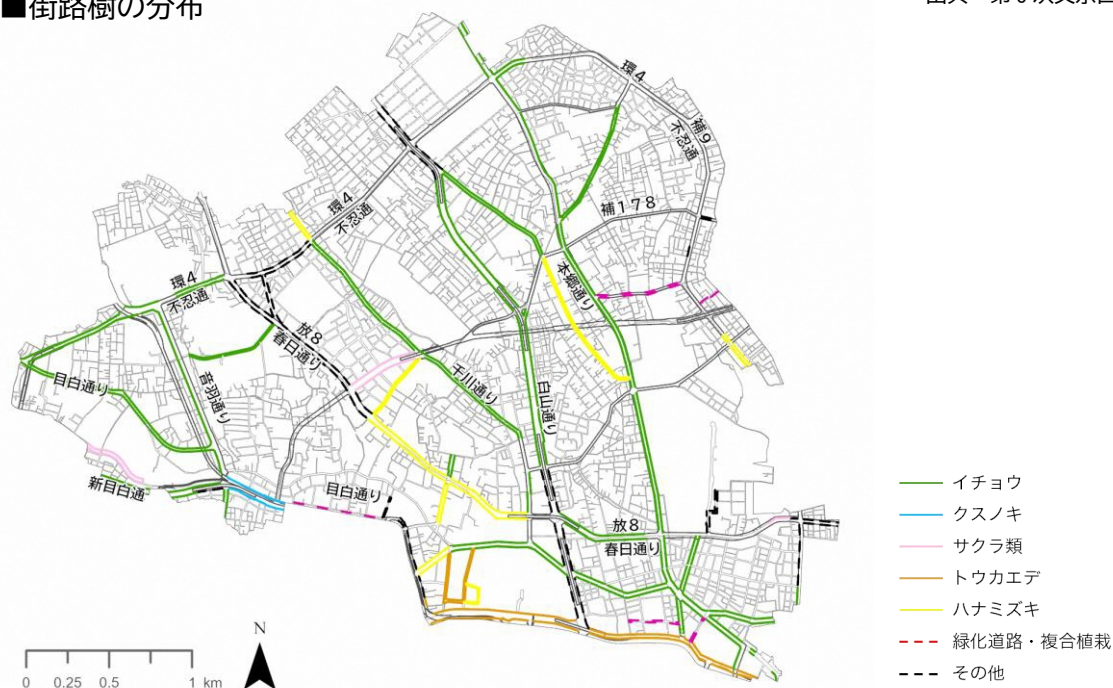 ■街路樹の分布
環4
補9
不忍通
環4
不忍通
補178
本郷通り
環4
不忍通
放8
春日通り
目白通り
音羽通り
千川通り
白山通り
新目白通
目白通り
放8
春日通り
イチョウ
クスノキ
サクラ類
トウカエデ
ハナミズキ
緑化道路・複合植栽
その他
N
0 0.25 0.5 1 km